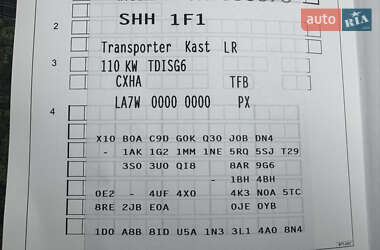 auto RIA
2
SHH 1F1
Transporter Kast LR
3
110 KW TDISG6
CXHA TFB
LA7W 0000 0000 PX
4
X10 B0A C9D G0K Q30 J0B DN4
- 1AK 1G2 1MM 1NE 5RQ 5SJ T29
3S0 3U0 QI8 8AR 9G6
- 1BH 4BH
0E2 - 4UF 4X0 4K3 N0A 5TC
8RE 2JB E0A 0JE 0YB
1D0 A8B 8ID U5A 1N3 3L1 4A0 8N4